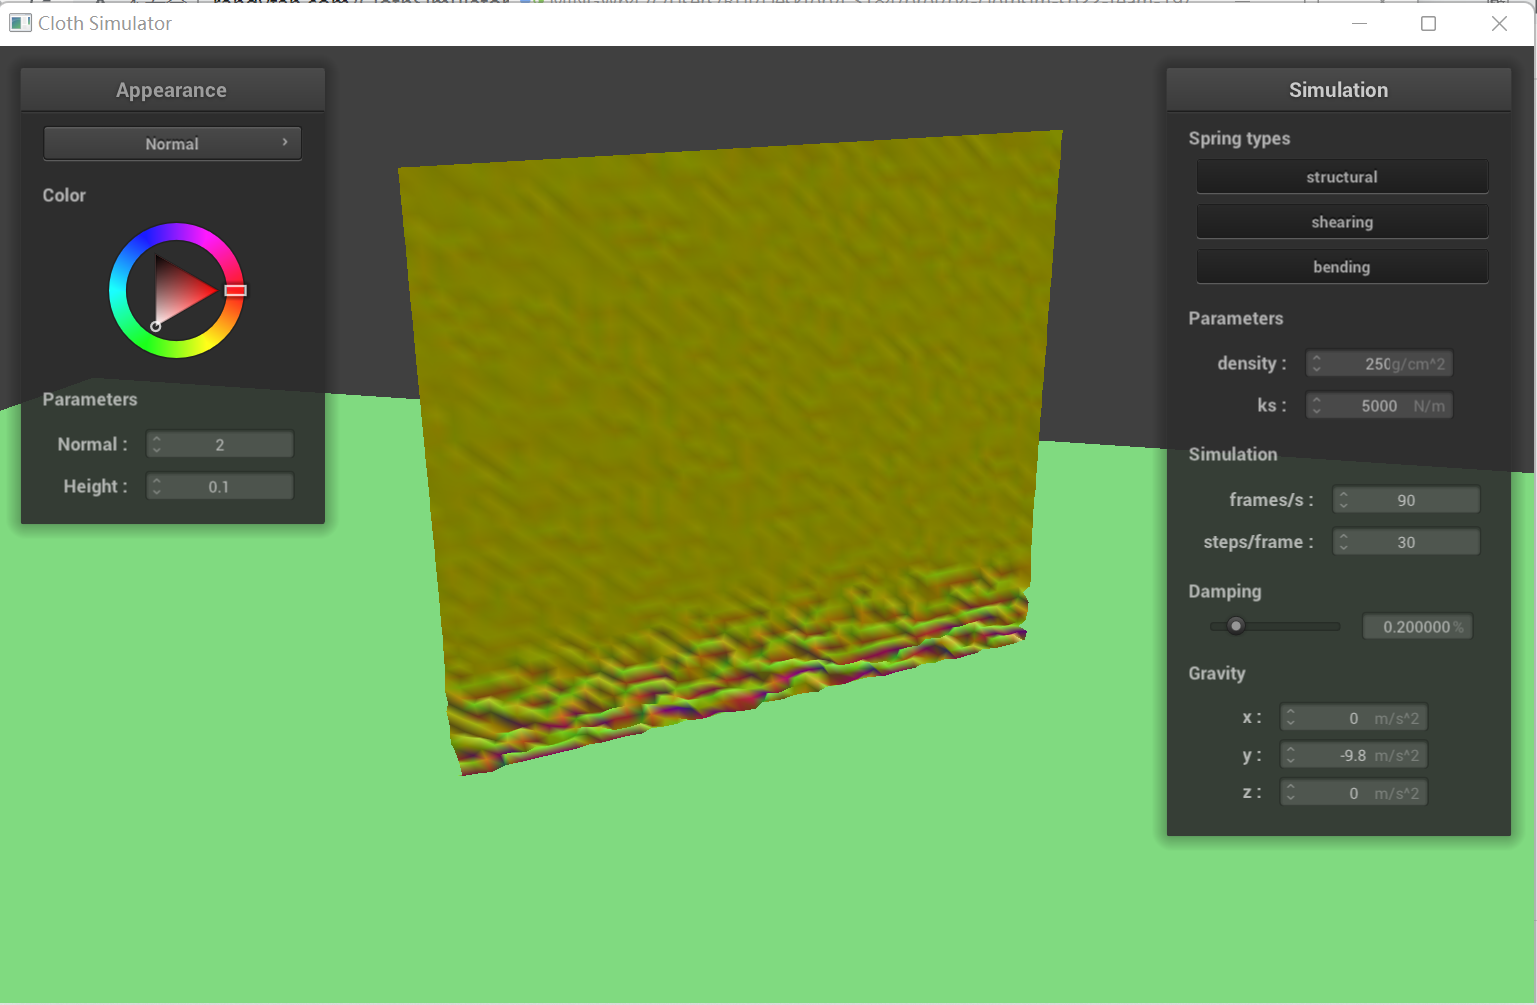 Cloth Simulator
Appearance
Normal
Color
Parameters
Normal : 2
Height : 0.1
Simulation
Spring types
structural
shearing
bending
Parameters
density : 250g/cm^2
ks : 5000 N/m
Simulation
frames/s : 90
steps/frame : 30
Damping
0.200000 %
Gravity
x : 0 m/s^2
y : -9.8 m/s^2
z : 0 m/s^2